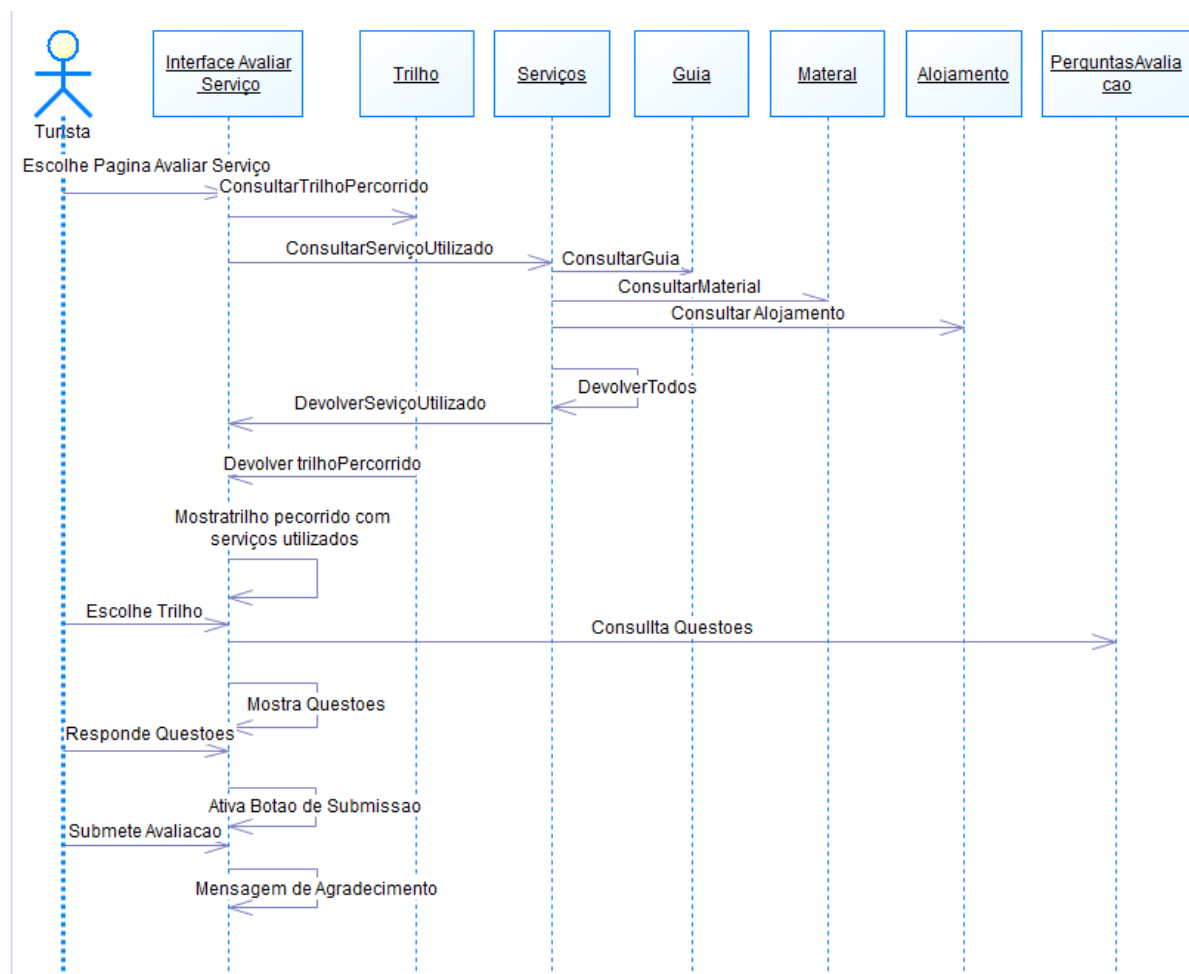 Interface Avaliar
Serviço
Trilho
Serviços
Guia
Materal
Alojamento
PerguntasAvalia
cao
Turista
Escolhe Pagina Avaliar Serviço
ConsultarTrilhoPercorrido
ConsultarServiçoUtilizado
ConsultarGuia
ConsultarMaterial
Consultar Alojamento
DevolverTodos
DevolverSeviçoUtilizado
Devolver trilhoPercorrido
Mostratrilho pecorrido com
serviços utilizados
Escolhe Trilho
Consullta Questoes
Mostra Questoes
Responde Questoes
Ativa Botao de Submissao
Submete Avaliacao
Mensagem de Agradecimento